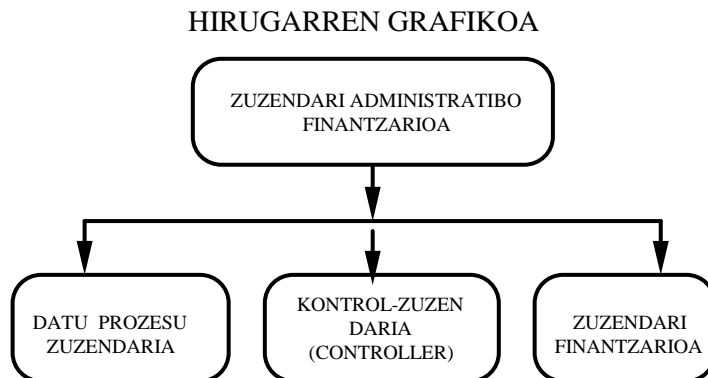 HIRUGARREN GRAFIKOA
ZUZENDARI ADMINISTRATIBO
FINANTZARIOA
DATU PROZESU
ZUZENDARIA
KONTROL-ZUZEN
DARIA
(CONTROLLER)
ZUZENDARI
FINANTZARIOA